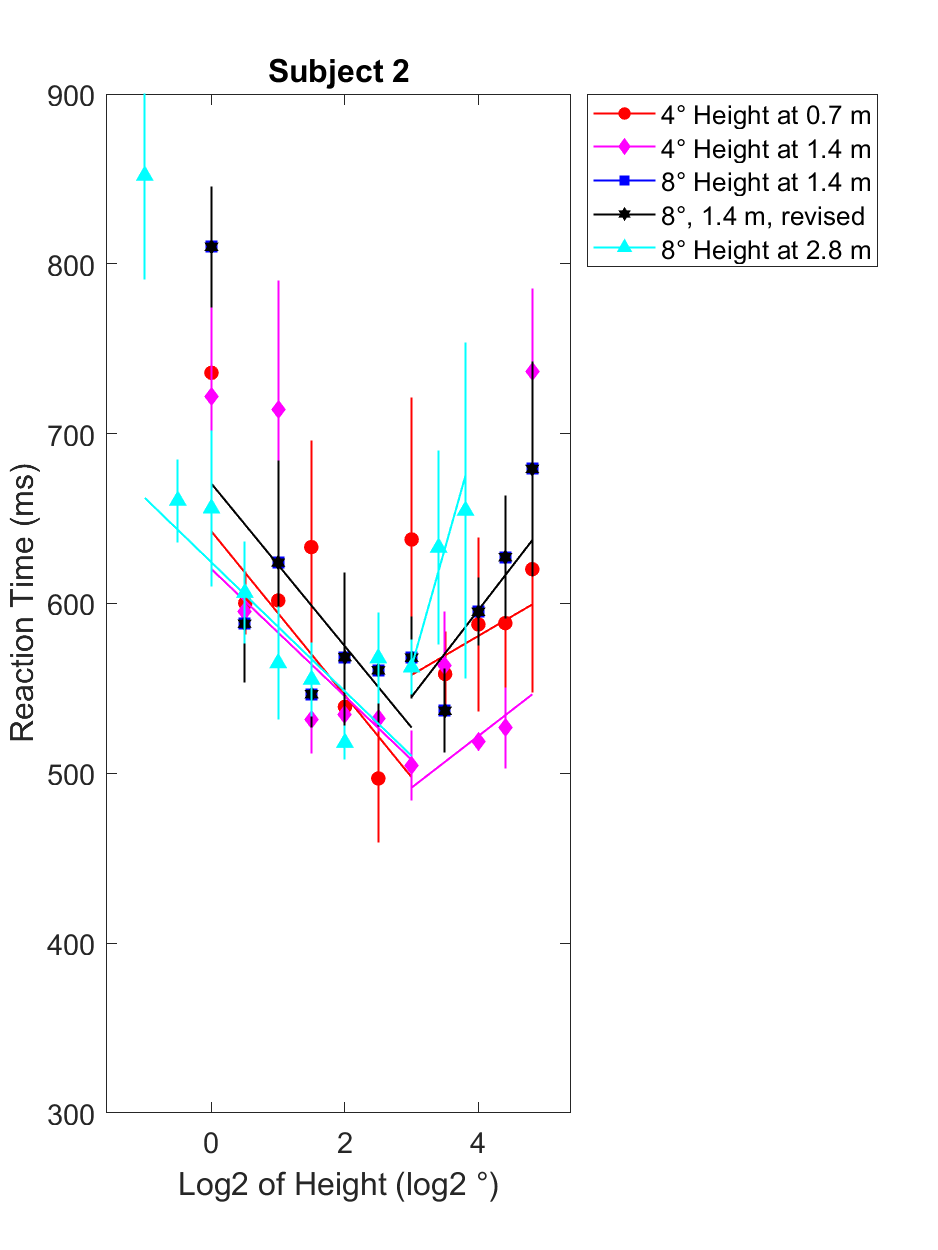 Subject 2
900
800
700
600
500
400
300
Reaction Time (ms)
0
2
4
Log2 of Height (log2 °)
4° Height at 0.7 m
4° Height at 1.4 m
8° Height at 1.4 m
8°, 1.4 m, revised
8° Height at 2.8 m